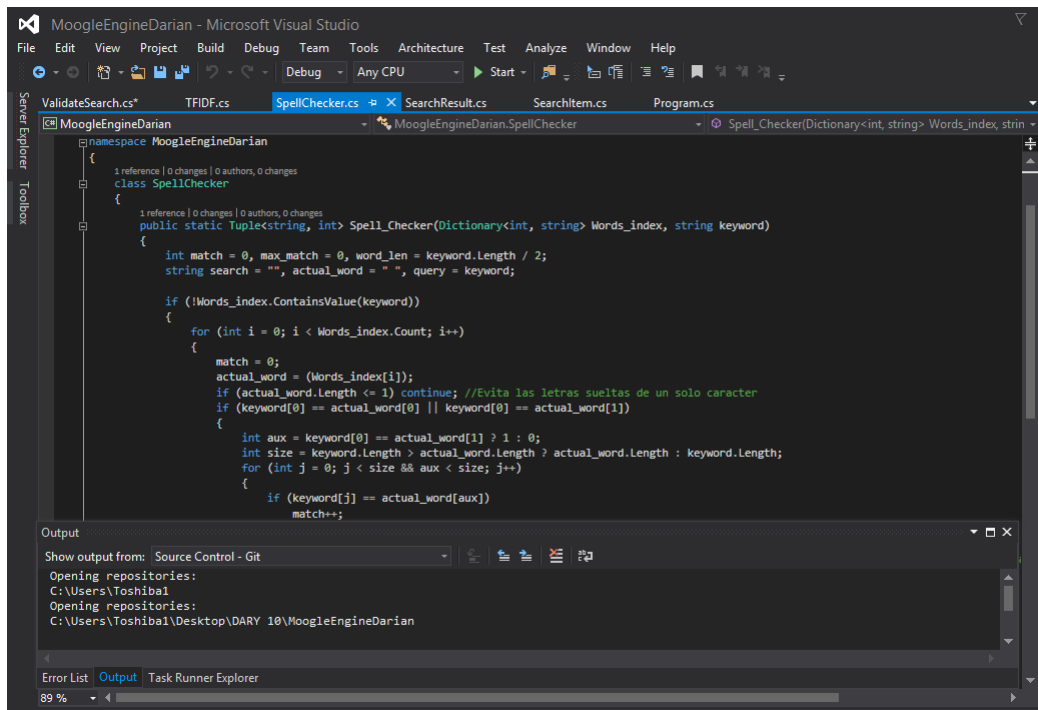 MoogleEngineDarian - Microsoft Visual Studio
File Edit View Project Build Debug Team Tools Architecture Test Analyze Window Help
Debug Any CPU Start
Server Explorer
Toolbox
ValidateSearch.cs* TFIDF.cs SpellChecker.cs SearchResult.cs SearchItem.cs Program.cs
C# MoogleEngineDarian MoogleEngineDarian.SpellChecker Spell_Checker(Dictionary<int, string> Words_index, strin
namespace MoogleEngineDarian
{
1 reference | 0 changes | 0 authors, 0 changes
class SpellChecker
{
1 reference | 0 changes | 0 authors, 0 changes
public static Tuple<string, int> Spell_Checker(Dictionary<int, string> Words_index, string keyword)
{
int match = 0, max_match = 0, word_len = keyword.Length / 2;
string search = "", actual_word = " ", query = keyword;
if (!Words_index.ContainsValue(keyword))
{
for (int i = 0; i < Words_index.Count; i++)
{
match = 0;
actual_word = (Words_index[i]);
if (actual_word.Length <= 1) continue; //Evita las letras sueltas de un solo caracter
if (keyword[0] == actual_word[0] || keyword[0] == actual_word[1])
{
int aux = keyword[0] == actual_word[1] ? 1 : 0;
int size = keyword.Length > actual_word.Length ? actual_word.Length : keyword.Length;
for (int j = 0; j < size && aux < size; j++)
{
if (keyword[j] == actual_word[aux])
match++;
Output
Show output from: Source Control - Git
Opening repositories:
C:\Users\Toshiba1
Opening repositories:
C:\Users\Toshiba1\Desktop\DARY 10\MoogleEngineDarian
Error List Output Task Runner Explorer
89 %